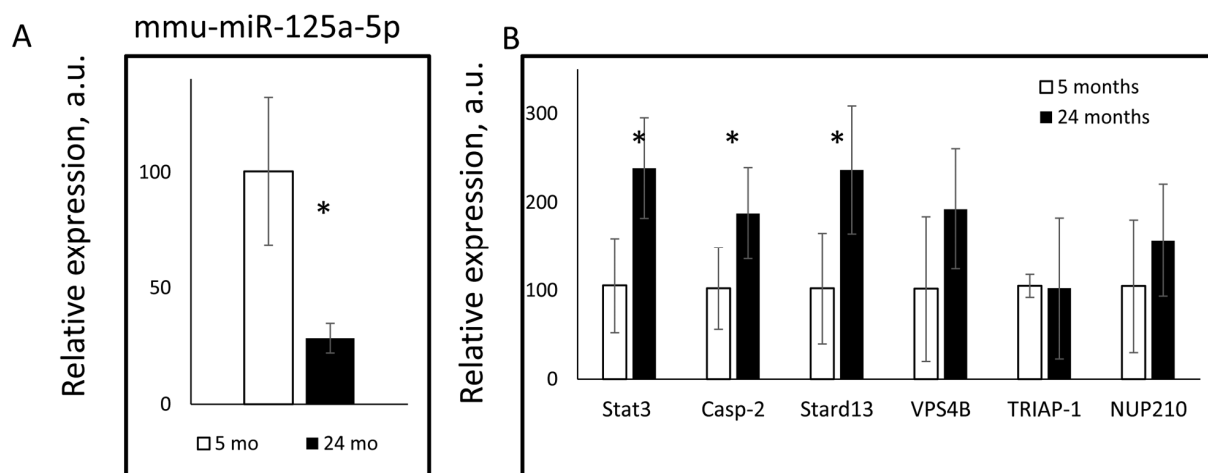 A
mmu-miR-125a-5p
Relative expression, a.u.
100
*
50
0
5 mo
24 mo
B
Relative expression, a.u.
5 months
24 months
300
* * *
200
100
0
Stat3 Casp-2 Stard13 VPS4B TRIAP-1 NUP210